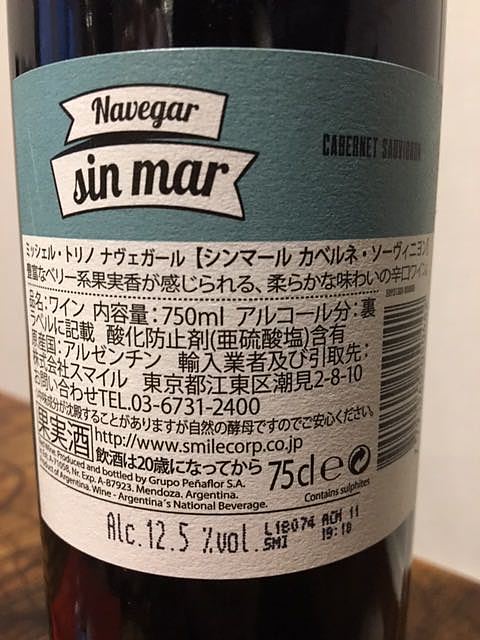 Navegar
sin mar
CABERNET SAUVIGNON
ミッシェル・トリノ ナヴェガール【シンマール カベルネ・ソーヴィニヨン】
豊富なベリー系果実香が感じられる、柔らかな味わいの辛口ワイン。
品名：ワイン 内容量：750ml アルコール分：裏
ラベルに記載 酸化防止剤(亜硫酸塩)含有
原産国：アルゼンチン 輸入業者及び引取先：
株式会社スマイル 東京都江東区潮見2-8-10
お問い合わせTEL.03-6731-2400
味成分が沈殿することがありますが自然の酵母ですのでご安心ください。
果実酒
http://www.smilecorp.co.jp
飲酒は20歳になってから
75cl e
Produced and bottled by Grupo Peñaflor S.A.
A-1005B, Nr. Exp. A-87923. Mendoza, Argentina.
Product of Argentina. Wine - Argentina´s National Beverage.
Contains sulphites
Alc.12.5 %vol.
L18074 ACH 11
SMI 19:18